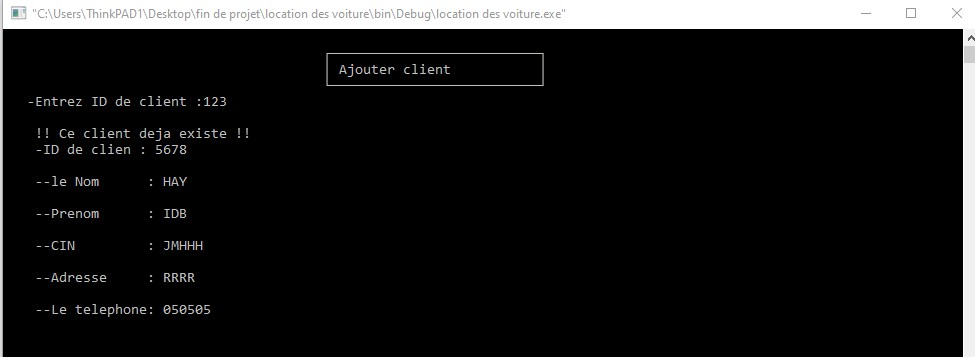 "C:\Users\ThinkPAD1\Desktop\fin de projet\location des voiture\bin\Debug\location des voiture.exe"
Ajouter client
-Entrez ID de client :123
!! Ce client deja existe !!
-ID de clien : 5678
--le Nom      : HAY
--Prenom      : IDB
--CIN         : JMHHH
--Adresse     : RRRR
--Le telephone: 050505